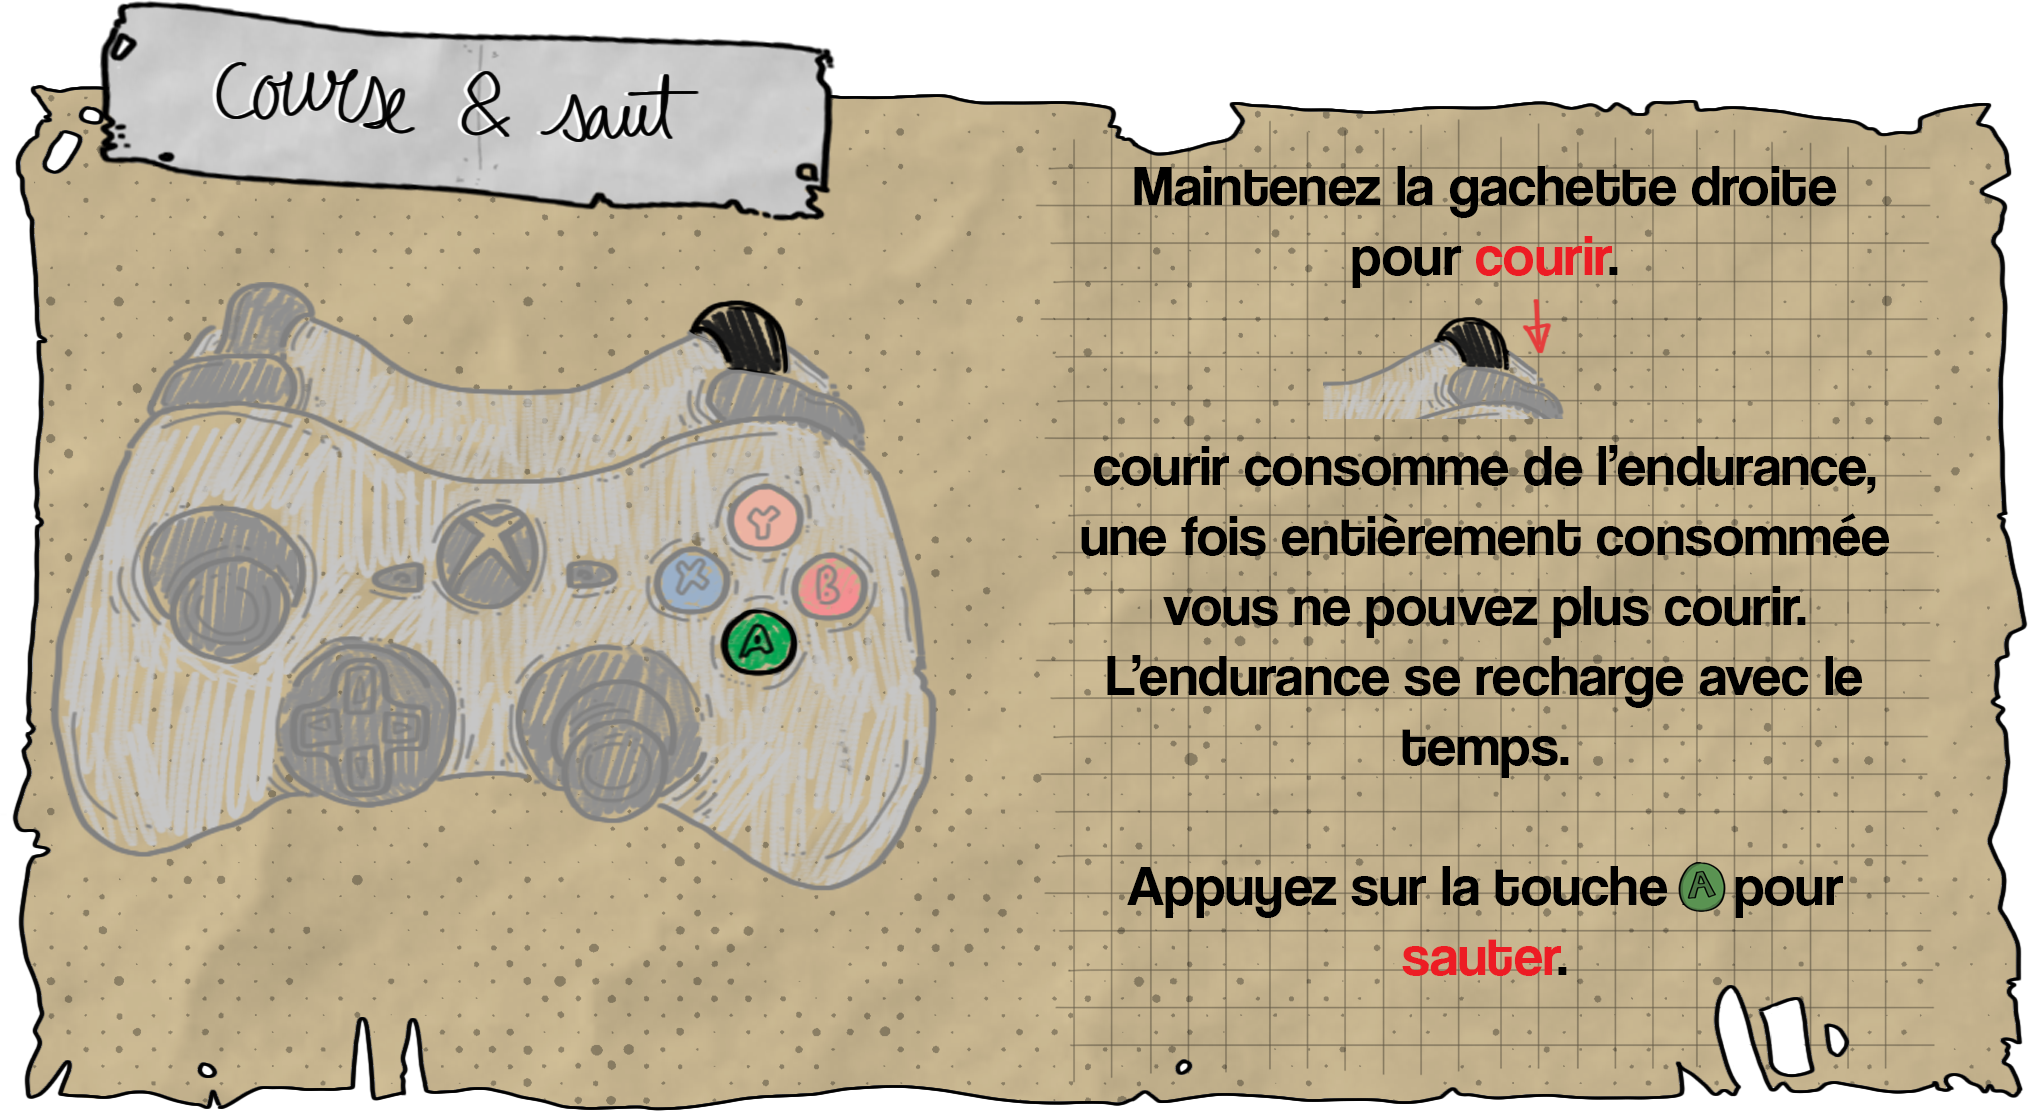 Course & saut
Maintenez la gachette droite
pour courir.
courir consomme de l'endurance,
une fois entièrement consommée
vous ne pouvez plus courir.
L'endurance se recharge avec le
temps.
Y
X
B
A
Appuyez sur la touche A pour
sauter.